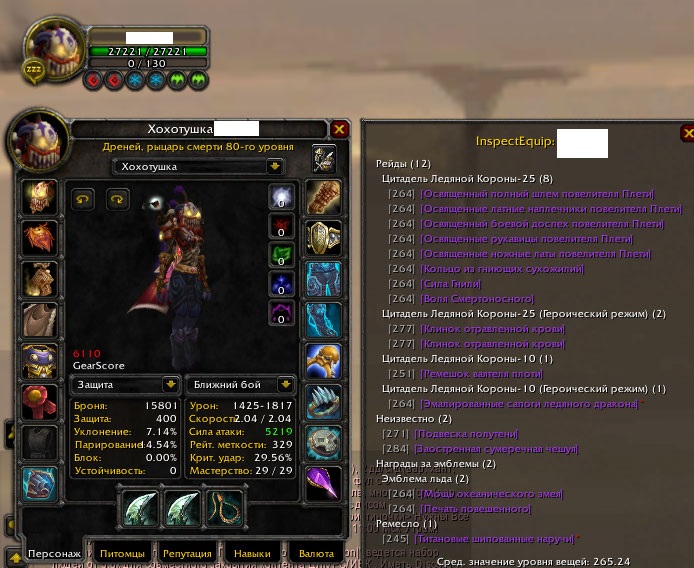 27221 / 27221
0 / 130
zzz
Хохотушка
Дреней, рыцарь смерти 80-го уровня
Хохотушка
0
0
0
0
0
6110
GearScore
Защита
Ближний бой
Броня: 15801
Защита: 400
Уклонение: 7.14%
Парирование: 14.54%
Блок: 0.00%
Устойчивость: 0
Урон: 1425-1817
Скорость: 2.04 / 2.04
Сила атаки: 5219
Рейт. меткости: 329
Крит. удар: 29.56%
Мастерство: 29 / 29
Персонаж
Питомцы
Репутация
Навыки
Валюта
InspectEquip:
Рейды (12)
Цитадель Ледяной Короны-25 (8)
[264] [Освященный полный шлем повелителя Плети]
[264] [Освященные латные наплечники повелителя Плети]
[264] [Освященный боевой доспех повелителя Плети]
[264] [Освященные рукавицы повелителя Плети]
[264] [Освященные ножные латы повелителя Плети]
[264] [Кольцо из гниющих сухожилий]
[264] [Сила Гнили]
[264] [Воля Смертоносного]
Цитадель Ледяной Короны-25 (Героический режим) (2)
[277] [Клинок отравленной крови]
[277] [Клинок отравленной крови]
Цитадель Ледяной Короны-10 (1)
[251] [Ремешок ваятеля плоти]
Цитадель Ледяной Короны-10 (Героический режим) (1)
[264] [Эмалированные сапоги ледяного дракона]*
Неизвестно (2)
[271] [Подвеска полутени]
[284] [Заостренная сумеречная чешуя]
Награды за эмблемы (2)
Эмблема льда (2)
[264] [Мощь океанического змея]
[264] [Печать повешенного]
Ремесло (1)
[245] [Титановые шипованные наручи]*
ведется набор
Сред. значение уровня вещей: 265.24